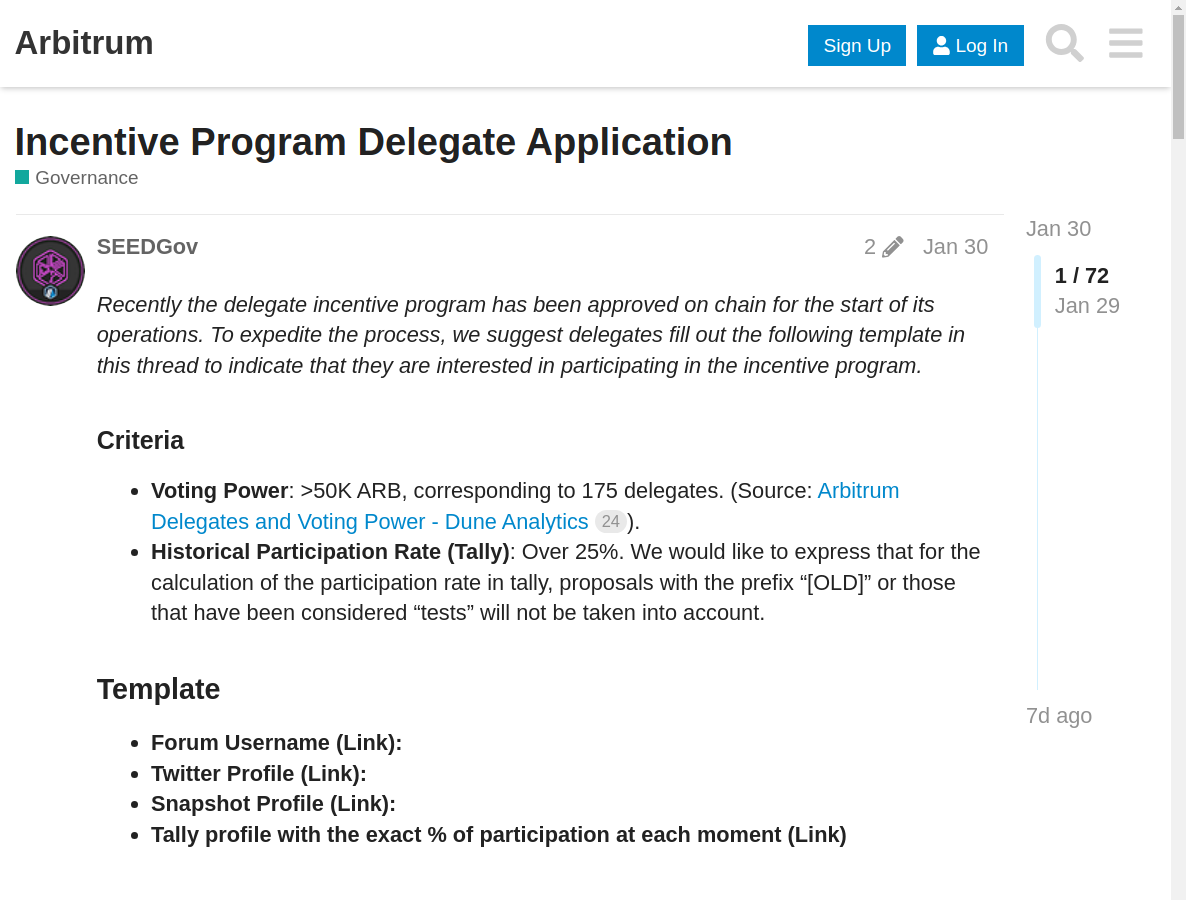 Arbitrum
Sign Up
Log In
Incentive Program Delegate Application
Governance
SEEDGov
2
Jan 30
Recently the delegate incentive program has been approved on chain for the start of its
operations. To expedite the process, we suggest delegates fill out the following template in
this thread to indicate that they are interested in participating in the incentive program.
Criteria
Voting Power: >50K ARB, corresponding to 175 delegates. (Source: Arbitrum
Delegates and Voting Power - Dune Analytics 24).
Historical Participation Rate (Tally): Over 25%. We would like to express that for the
calculation of the participation rate in tally, proposals with the prefix “[OLD]” or those
that have been considered “tests” will not be taken into account.
Template
Forum Username (Link):
Twitter Profile (Link):
Snapshot Profile (Link):
Tally profile with the exact % of participation at each moment (Link)
Jan 30
1 / 72
Jan 29
7d ago